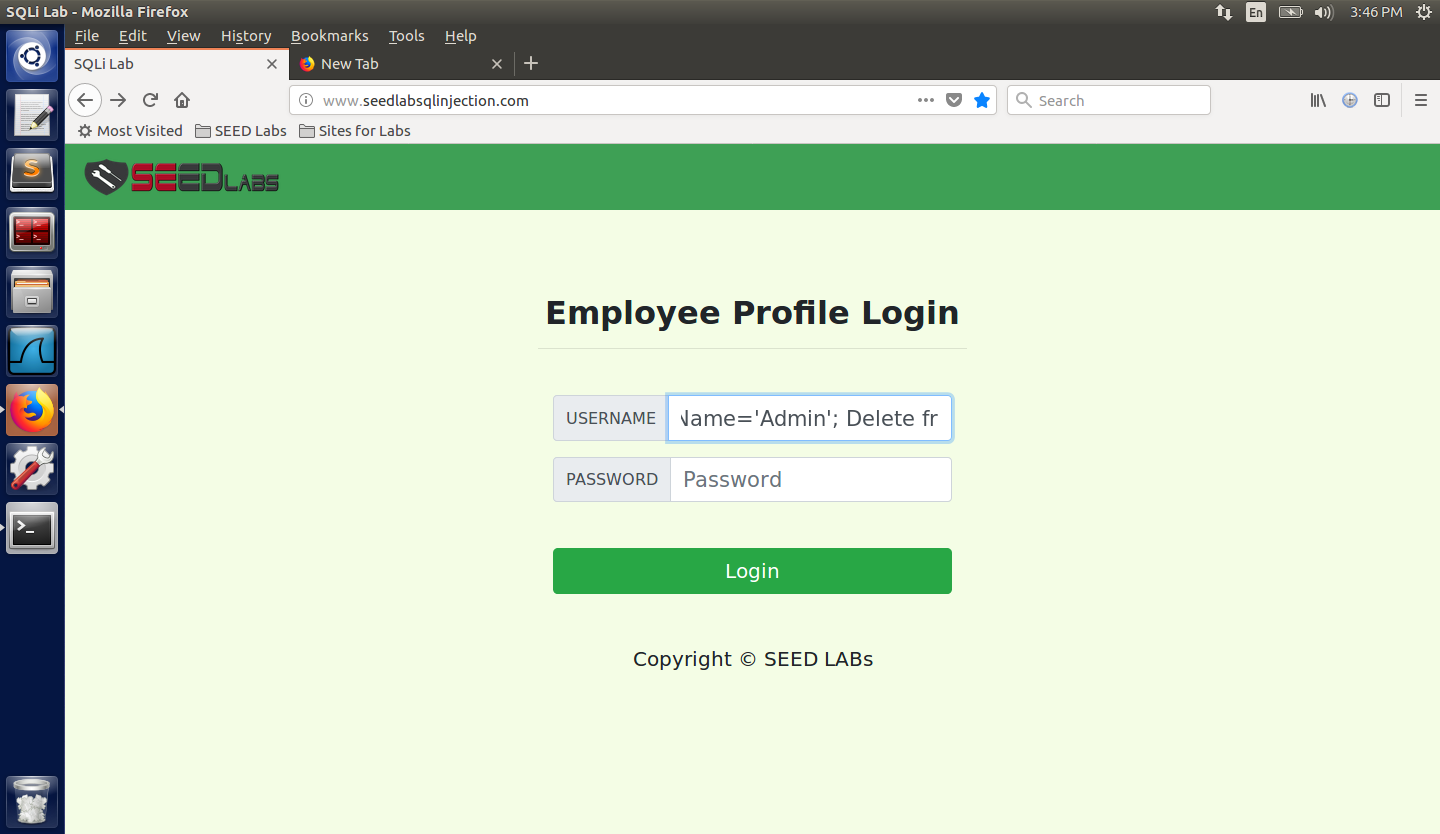 SQLi Lab - Mozilla Firefox
En
3:46 PM
File Edit View History Bookmarks Tools Help
SQLi Lab
New Tab
www.seedlabsqlinjection.com
Search
Most Visited
SEED Labs
Sites for Labs
SEEDLABS
Employee Profile Login
USERNAME
Name='Admin'; Delete fr
PASSWORD
Password
Login
Copyright © SEED LABs